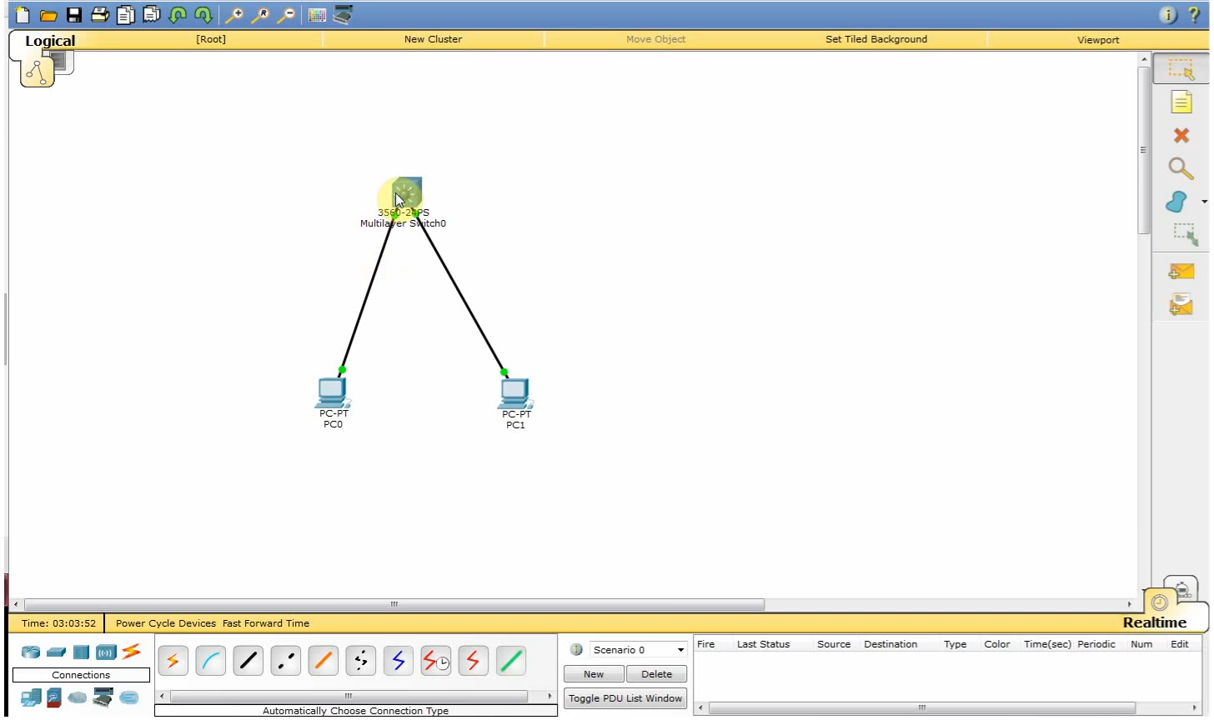 Logical
[Root]
New Cluster
Move Object
Set Tiled Background
Viewport
3560-24PS
Multilayer Switch0
PC-PT
PC0
PC-PT
PC1
Time: 03:03:52
Power Cycle Devices Fast Forward Time
Realtime
Connections
Automatically Choose Connection Type
Scenario 0
New
Delete
Toggle PDU List Window
Fire
Last Status
Source
Destination
Type
Color
Time(sec)
Periodic
Num
Edit